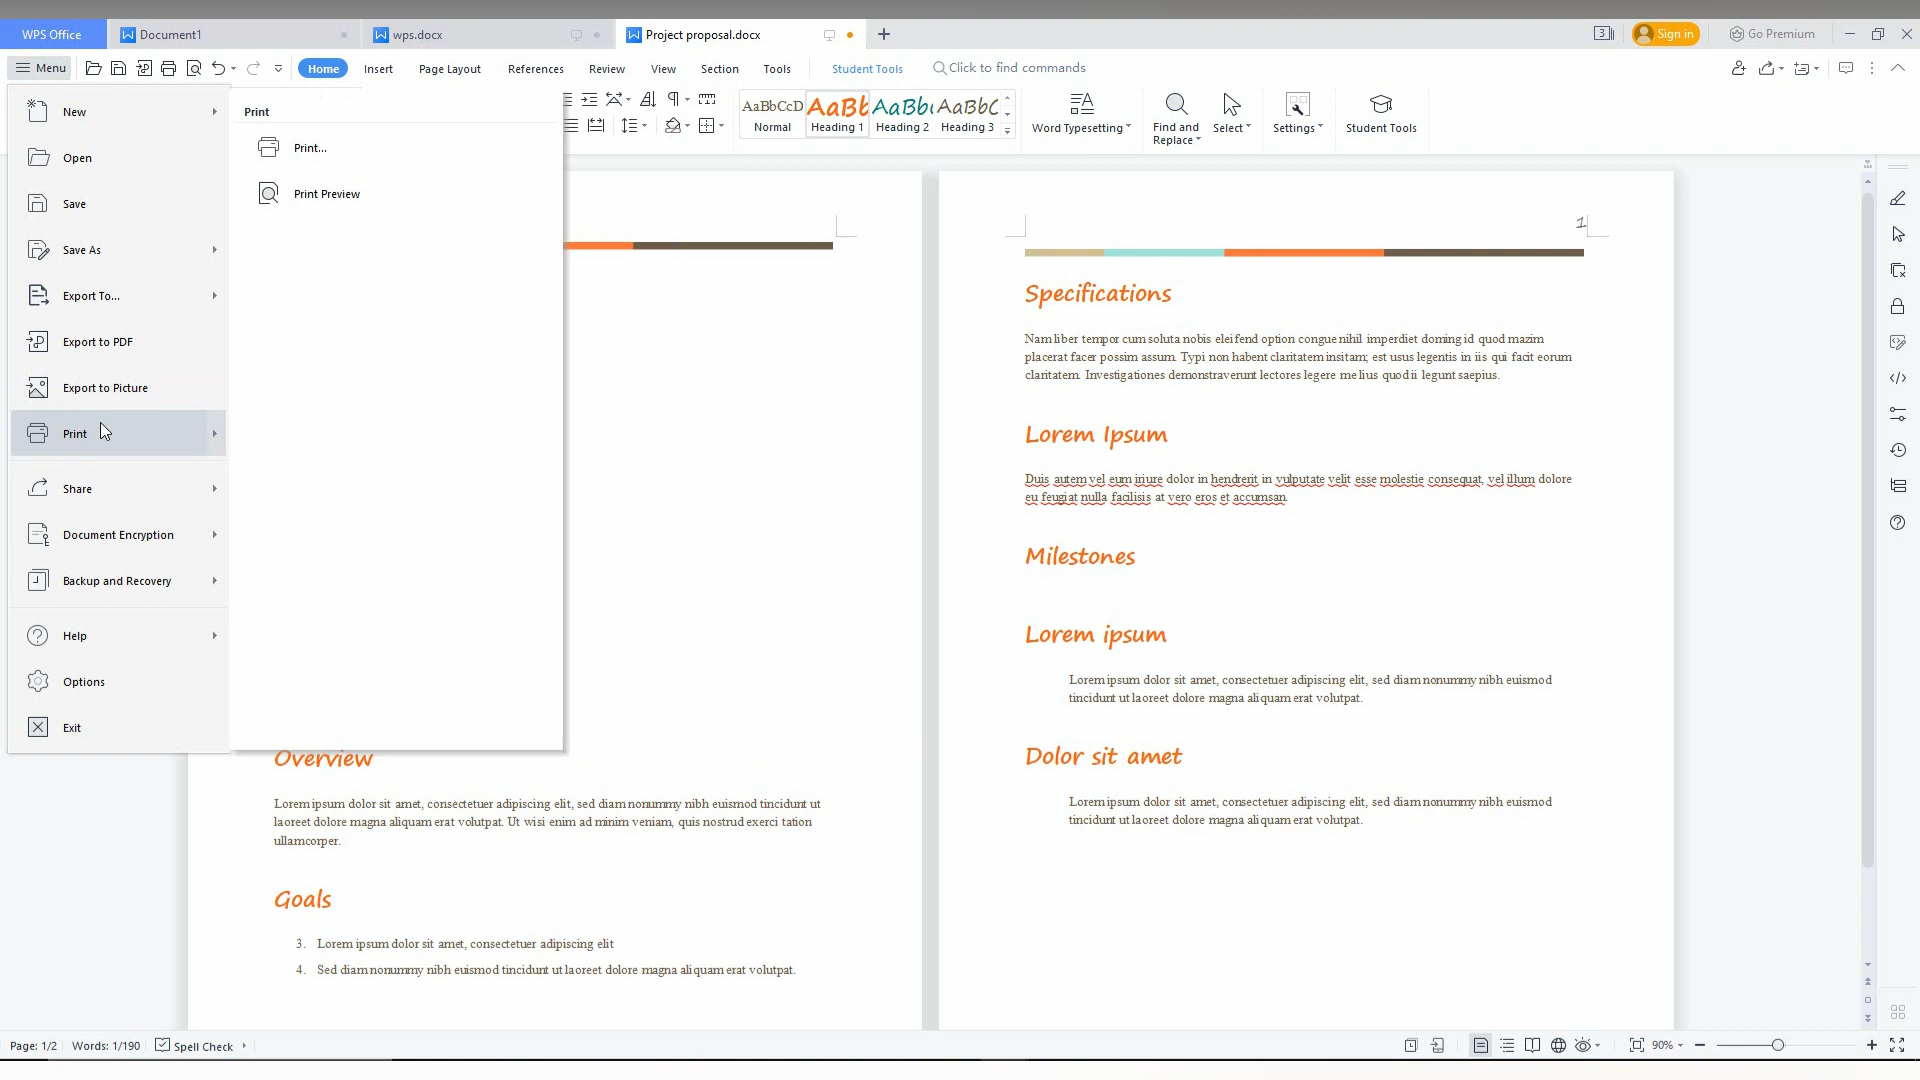 WPS Office
Document1
wps.docx
Project proposal.docx
3
Sign in
Go Premium
Menu
Home
Insert
Page Layout
References
Review
View
Section
Tools
Student Tools
Click to find commands
AaBbCcD
AaBb
AaBb(
AaBbC
Normal
Heading 1
Heading 2
Heading 3
Word Typesetting
Find and
Replace
Select
Settings
Student Tools
New
Open
Save
Save As
Export To...
Export to PDF
Export to Picture
Print
Share
Document Encryption
Backup and Recovery
Help
Options
Exit
Print
Print...
Print Preview
Overview
Lorem ipsum dolor sit amet, consectetuer adipiscing elit, sed diam nonummy nibh euismod tincidunt ut
laoreet dolore magna aliquam erat volutpat. Ut wisi enim ad minim veniam, quis nostrud exerci tation
ullamcorper.
Goals
3. Lorem ipsum dolor sit amet, consectetuer adipiscing elit
4. Sed diam nonummy nibh euismod tincidunt ut laoreet dolore magna aliquam erat volutpat.
1
Specifications
Nam liber tempor cum soluta nobis eleifend option congue nihil imperdiet doming id quod mazim
placerat facer possim assum. Typi non habent claritatem insitam; est usus legentis in iis qui facit eorum
claritatem. Investigationes demonstraverunt lectores legere me lius quod ii legunt saepius.
Lorem Ipsum
Duis autem vel eum iriure dolor in hendrerit in vulputate velit esse molestie consequat, vel illum dolore
eu feugiat nulla facilisis at vero eros et accumsan.
Milestones
Lorem ipsum
Lorem ipsum dolor sit amet, consectetuer adipiscing elit, sed diam nonummy nibh euismod
tincidunt ut laoreet dolore magna aliquam erat volutpat.
Dolor sit amet
Lorem ipsum dolor sit amet, consectetuer adipiscing elit, sed diam nonummy nibh euismod
tincidunt ut laoreet dolore magna aliquam erat volutpat.
Page: 1/2
Words: 1/190
Spell Check
90%